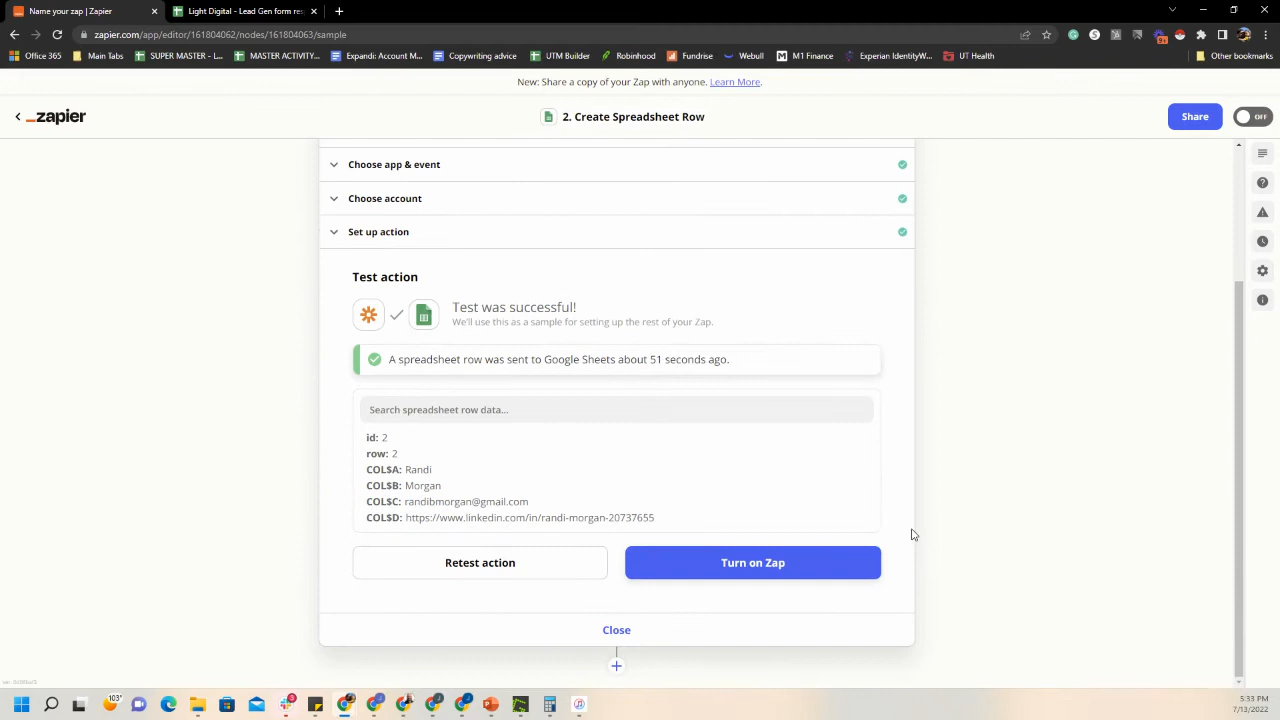 Name your zap | Zapier
Light Digital - Lead Gen form res
zapier.com/app/editor/161804062/nodes/161804063/sample
Office 365
Main Tabs
SUPER MASTER - L...
MASTER ACTIVITY...
Expandi: Account M...
Copywriting advice
UTM Builder
Robinhood
Fundrise
Webull
M1 Finance
Experian IdentityW...
UT Health
Other bookmarks
New: Share a copy of your Zap with anyone. Learn More.
zapier
2. Create Spreadsheet Row
Share
OFF
Choose app & event
Choose account
Set up action
Test action
Test was successful!
We'll use this as a sample for setting up the rest of your Zap.
A spreadsheet row was sent to Google Sheets about 51 seconds ago.
Search spreadsheet row data...
id: 2
row: 2
COL$A: Randi
COL$B: Morgan
COL$C: randibmorgan@gmail.com
COL$D: https://www.linkedin.com/in/randi-morgan-20737655
Retest action
Turn on Zap
Close
103°
5:33 PM
7/13/2022